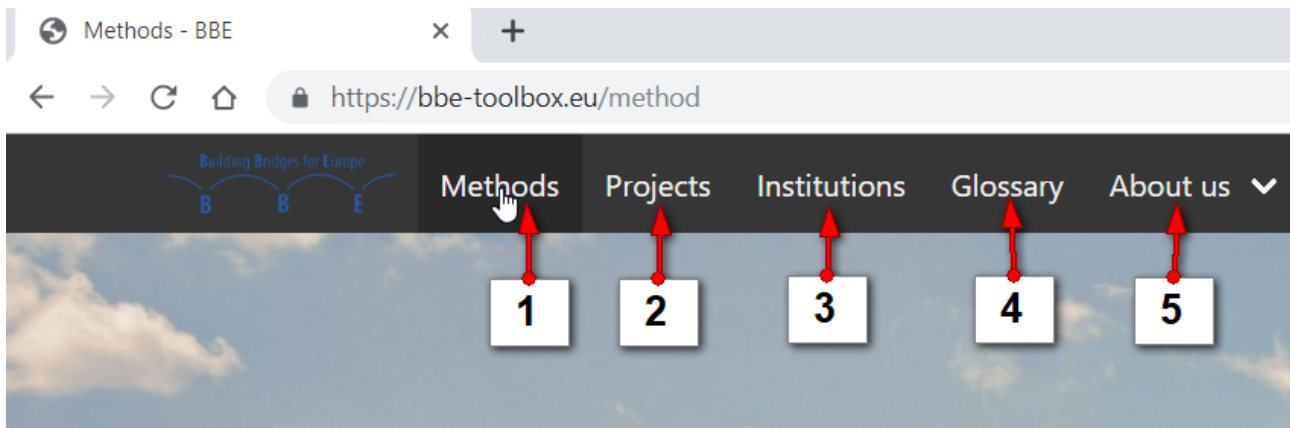 Methods - BBE
https://bbe-toolbox.eu/method
Building Bridges for Europe
B B E
Methods Projects Institutions Glossary About us
1 2 3 4 5